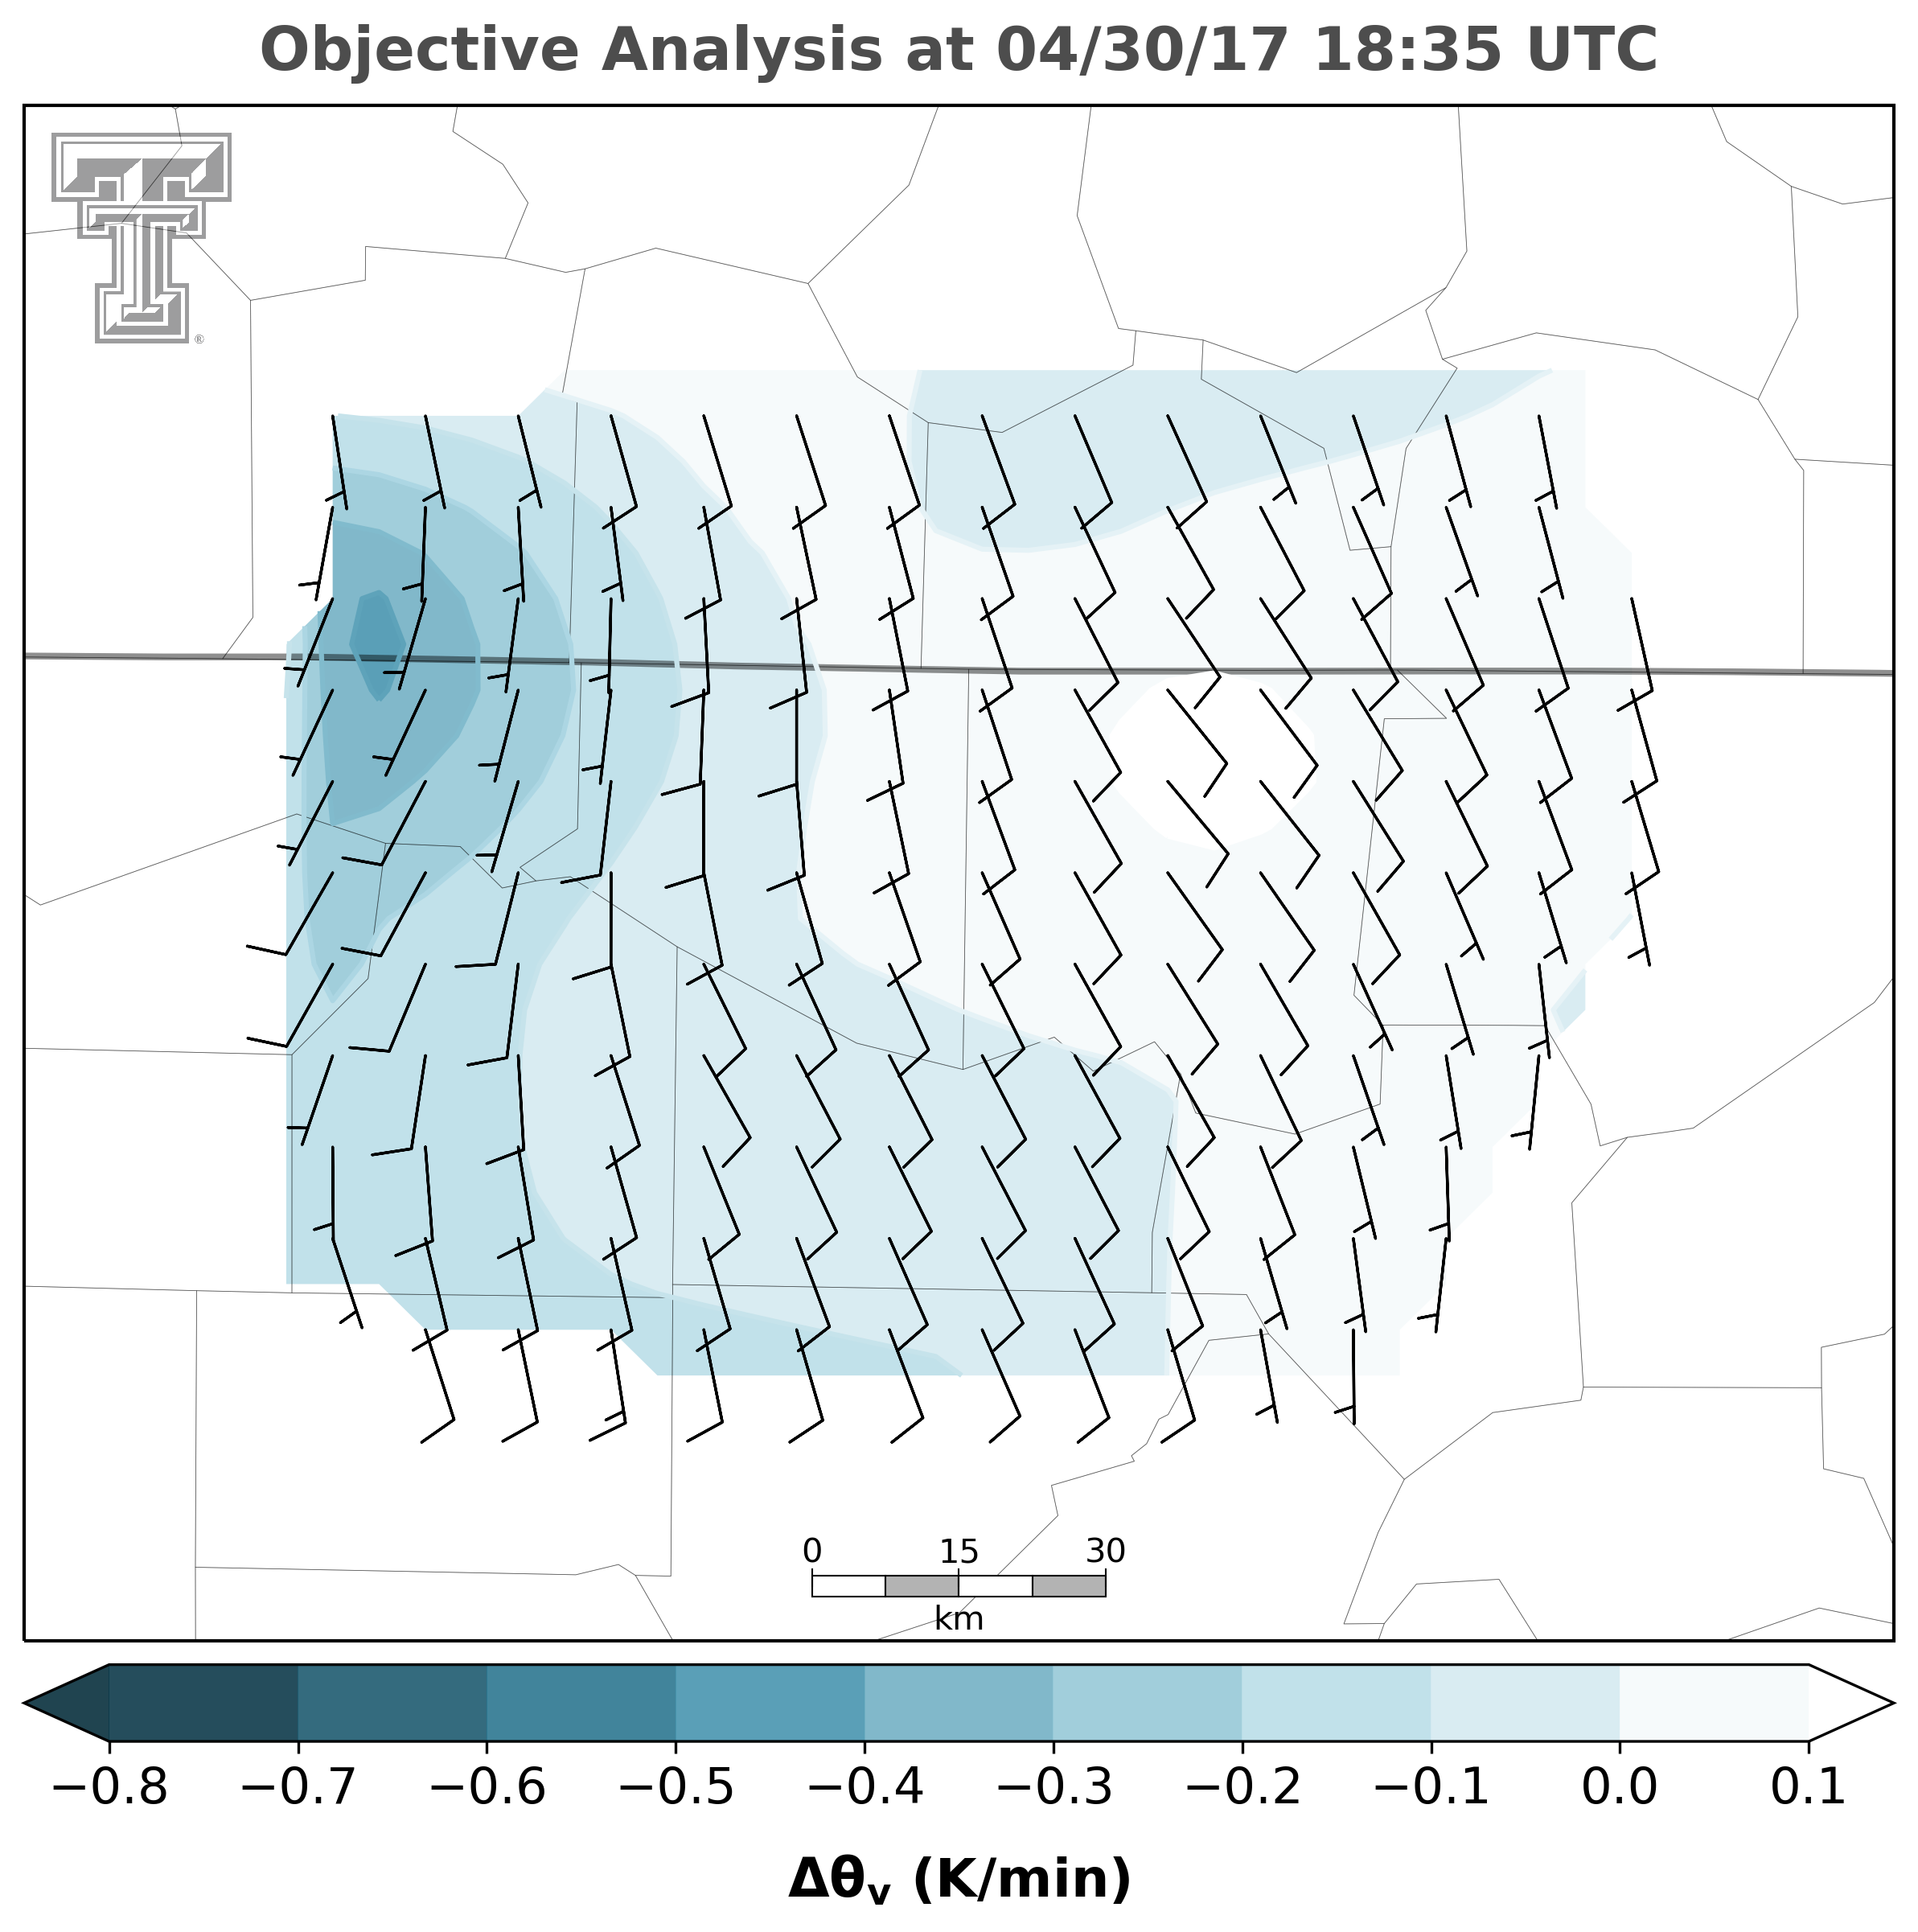 Objective Analysis at 04/30/17 18:35 UTC
®
0 15 30
km
−0.8 −0.7 −0.6 −0.5 −0.4 −0.3 −0.2 −0.1 0.0 0.1
Δθv (K/min)